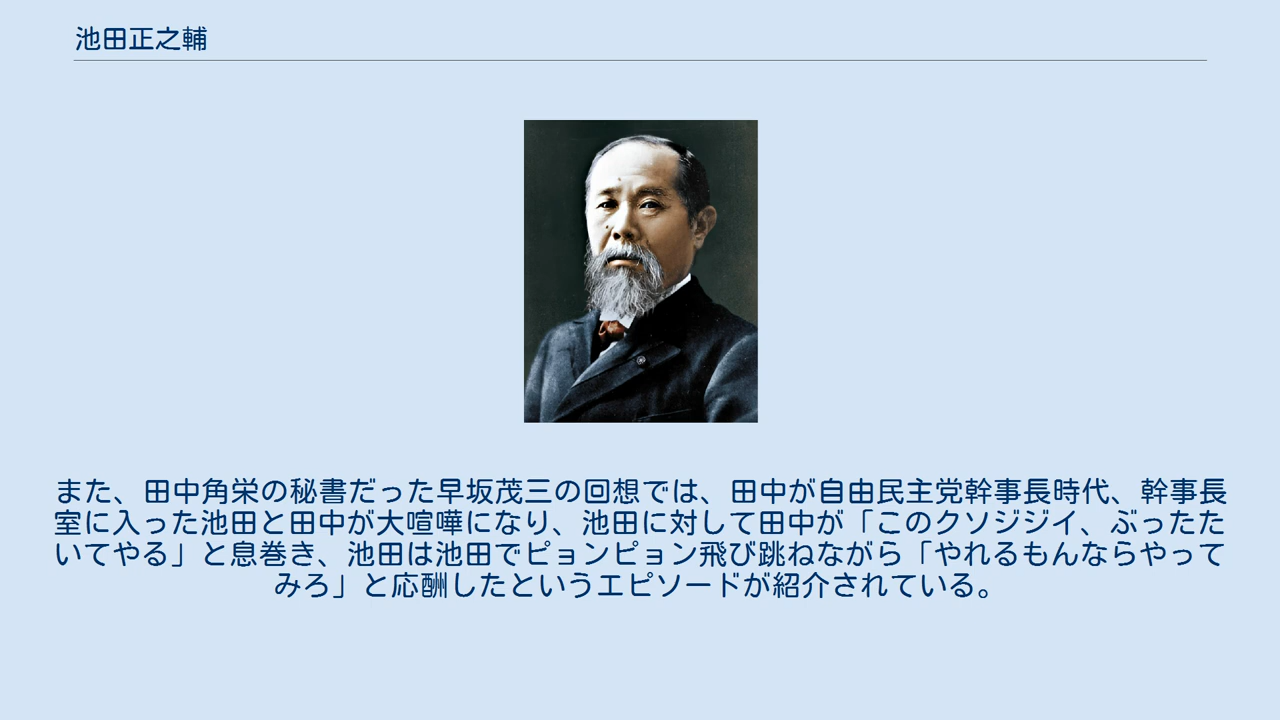 池田正之輔
また、田中角栄の秘書だった早坂茂三の回想では、田中が自由民主党幹事長時代、幹事長
室に入った池田と田中が大喧嘩になり、池田に対して田中が「このクソジジイ、ぶったた
いてやる」と息巻き、池田は池田でピョンピョン飛び跳ねながら「やれるもんならやって
みろ」と応酬したというエピソードが紹介されている。